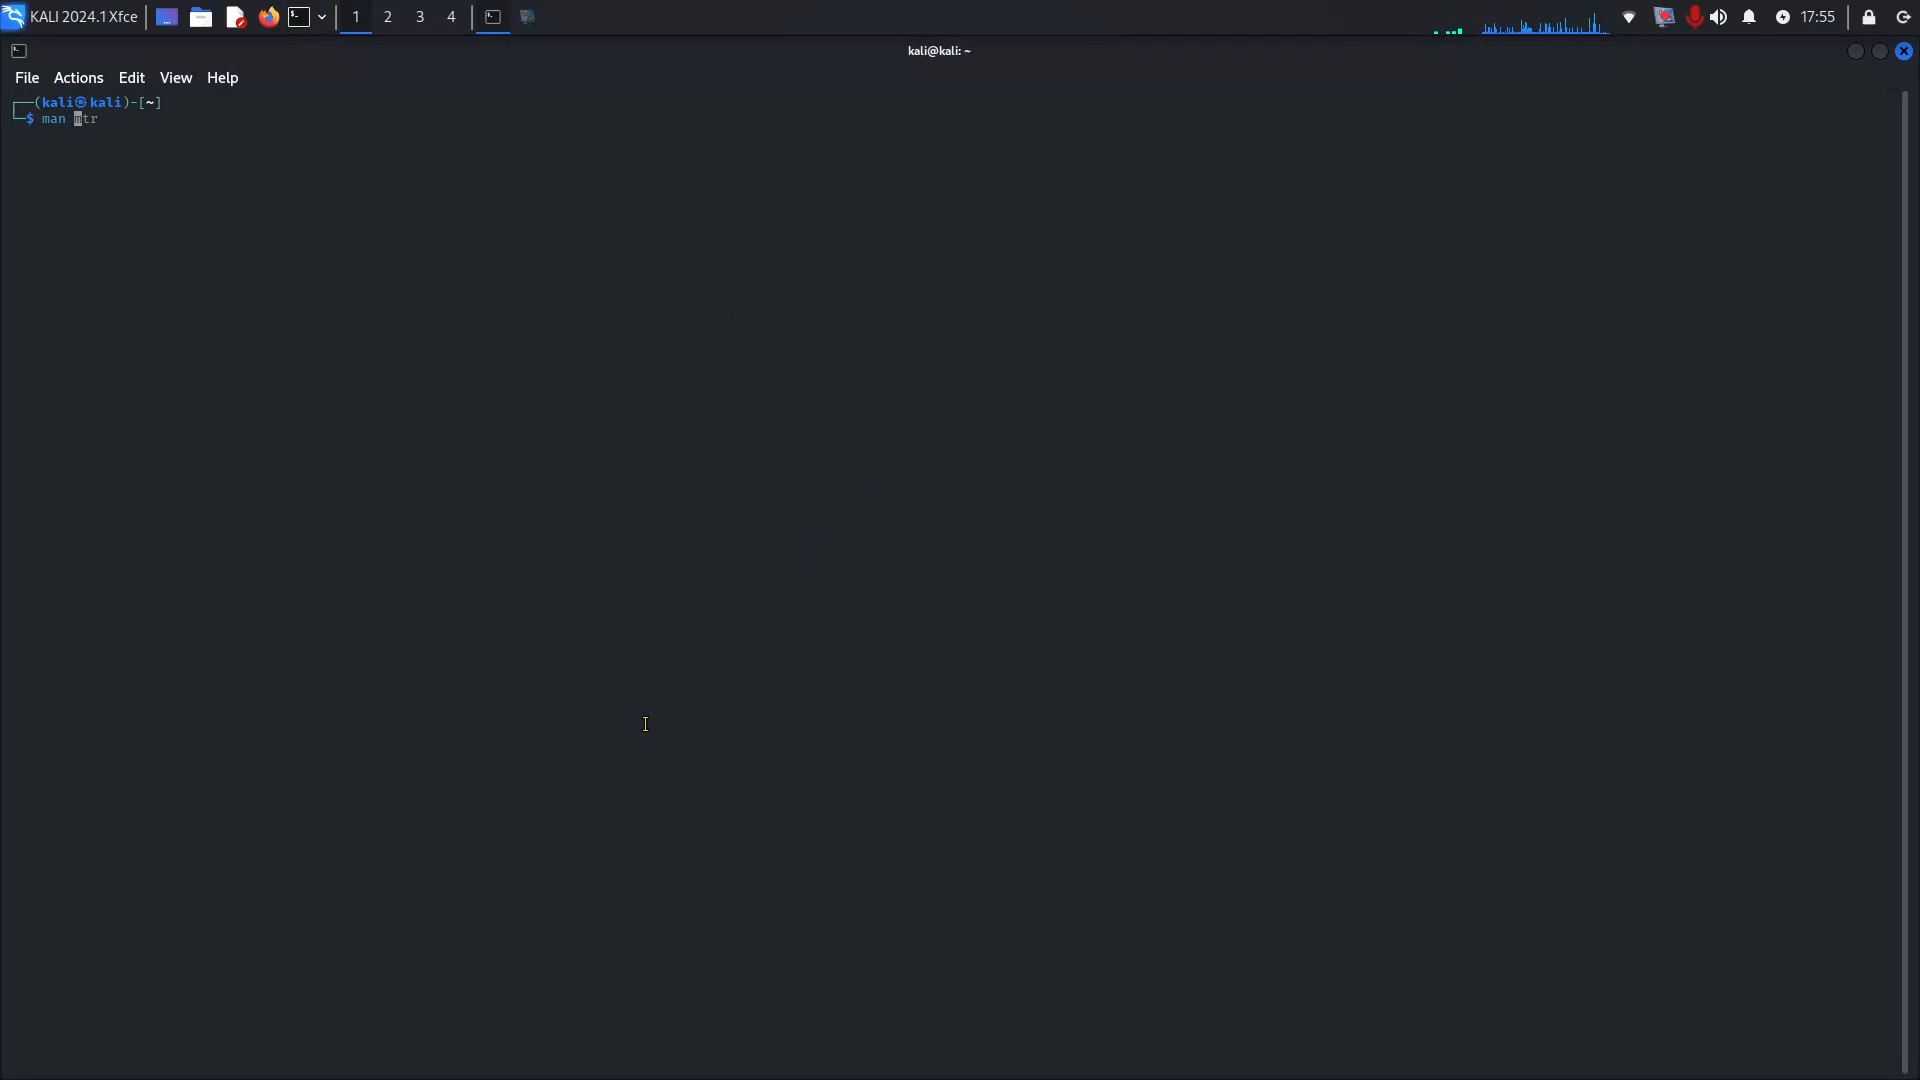 KALI 2024.1 Xfce
1
2
3
4
17:55
kali@kali: ~
File Actions Edit View Help
┌──(kali㉿kali)-[~]
└─$ man mtr